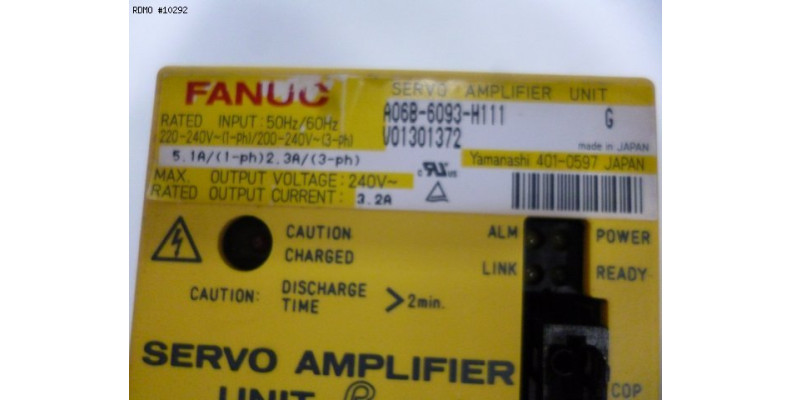 RDMO #10292
FANUC
SERVO AMPLIFIER UNIT
A06B-6093-H111 G
V01301372
RATED INPUT:50Hz/60Hz
220-240V~(1-ph)/200-240V~(3-ph)
5.1A/(1-ph)2.3A/(3-ph)
made in JAPAN
Yamanashi 401-0597 JAPAN
MAX. OUTPUT VOLTAGE:240V~
RATED OUTPUT CURRENT: 3.2A
c RU us
CAUTION
CHARGED
ALM POWER
LINK READY
CAUTION: DISCHARGE
TIME >2min.
SERVO AMPLIFIER
UNIT β
COP